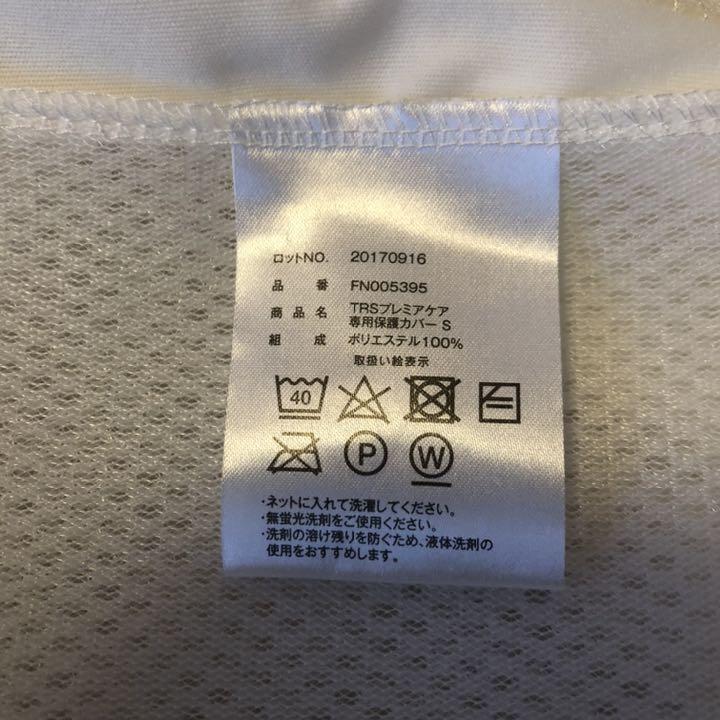 ロットNO. 20170916
品番 FN005395
商品名 TRSプレミアケア
専用保護カバー S
組成 ポリエステル100%
取扱い絵表示
40
P W
・ネットに入れて洗濯してください。
・無蛍光洗剤をご使用ください。
・洗剤の溶け残りを防ぐため、液体洗剤の
使用をおすすめします。